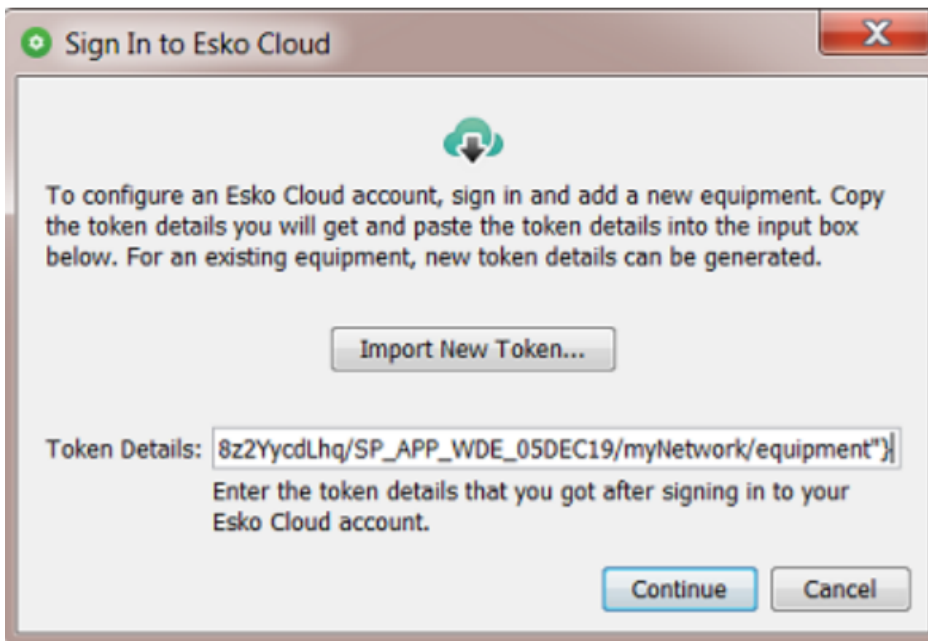 Sign In to Esko Cloud
To configure an Esko Cloud account, sign in and add a new equipment. Copy
the token details you will get and paste the token details into the input box
below. For an existing equipment, new token details can be generated.
Import New Token...
Token Details: 8z2YycdLhq/SP_APP_WDE_05DEC19/myNetwork/equipment"}
Enter the token details that you got after signing in to your
Esko Cloud account.
Continue Cancel